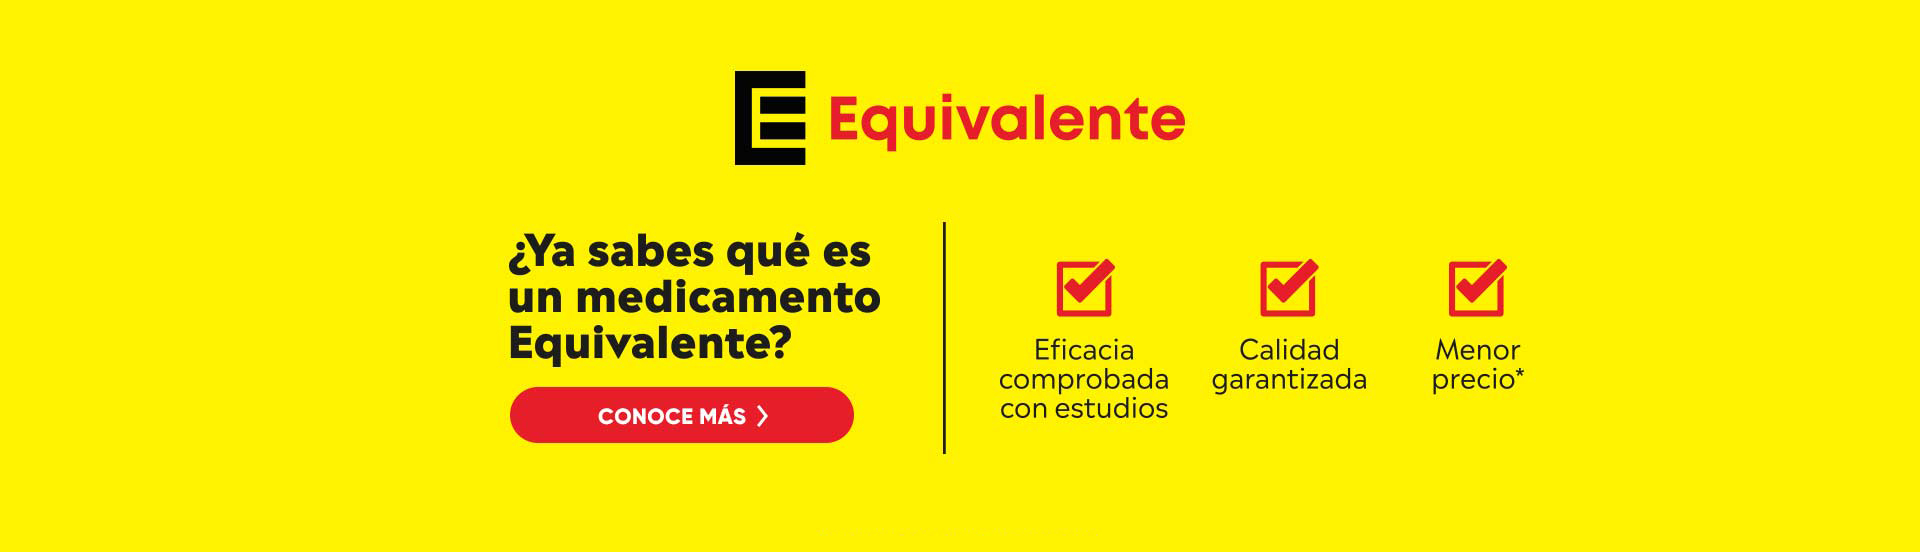 Equivalente
¿Ya sabes qué es
un medicamento
Equivalente?
CONOCE MÁS
Eficacia
comprobada
con estudios
Calidad
garantizada
Menor
precio*